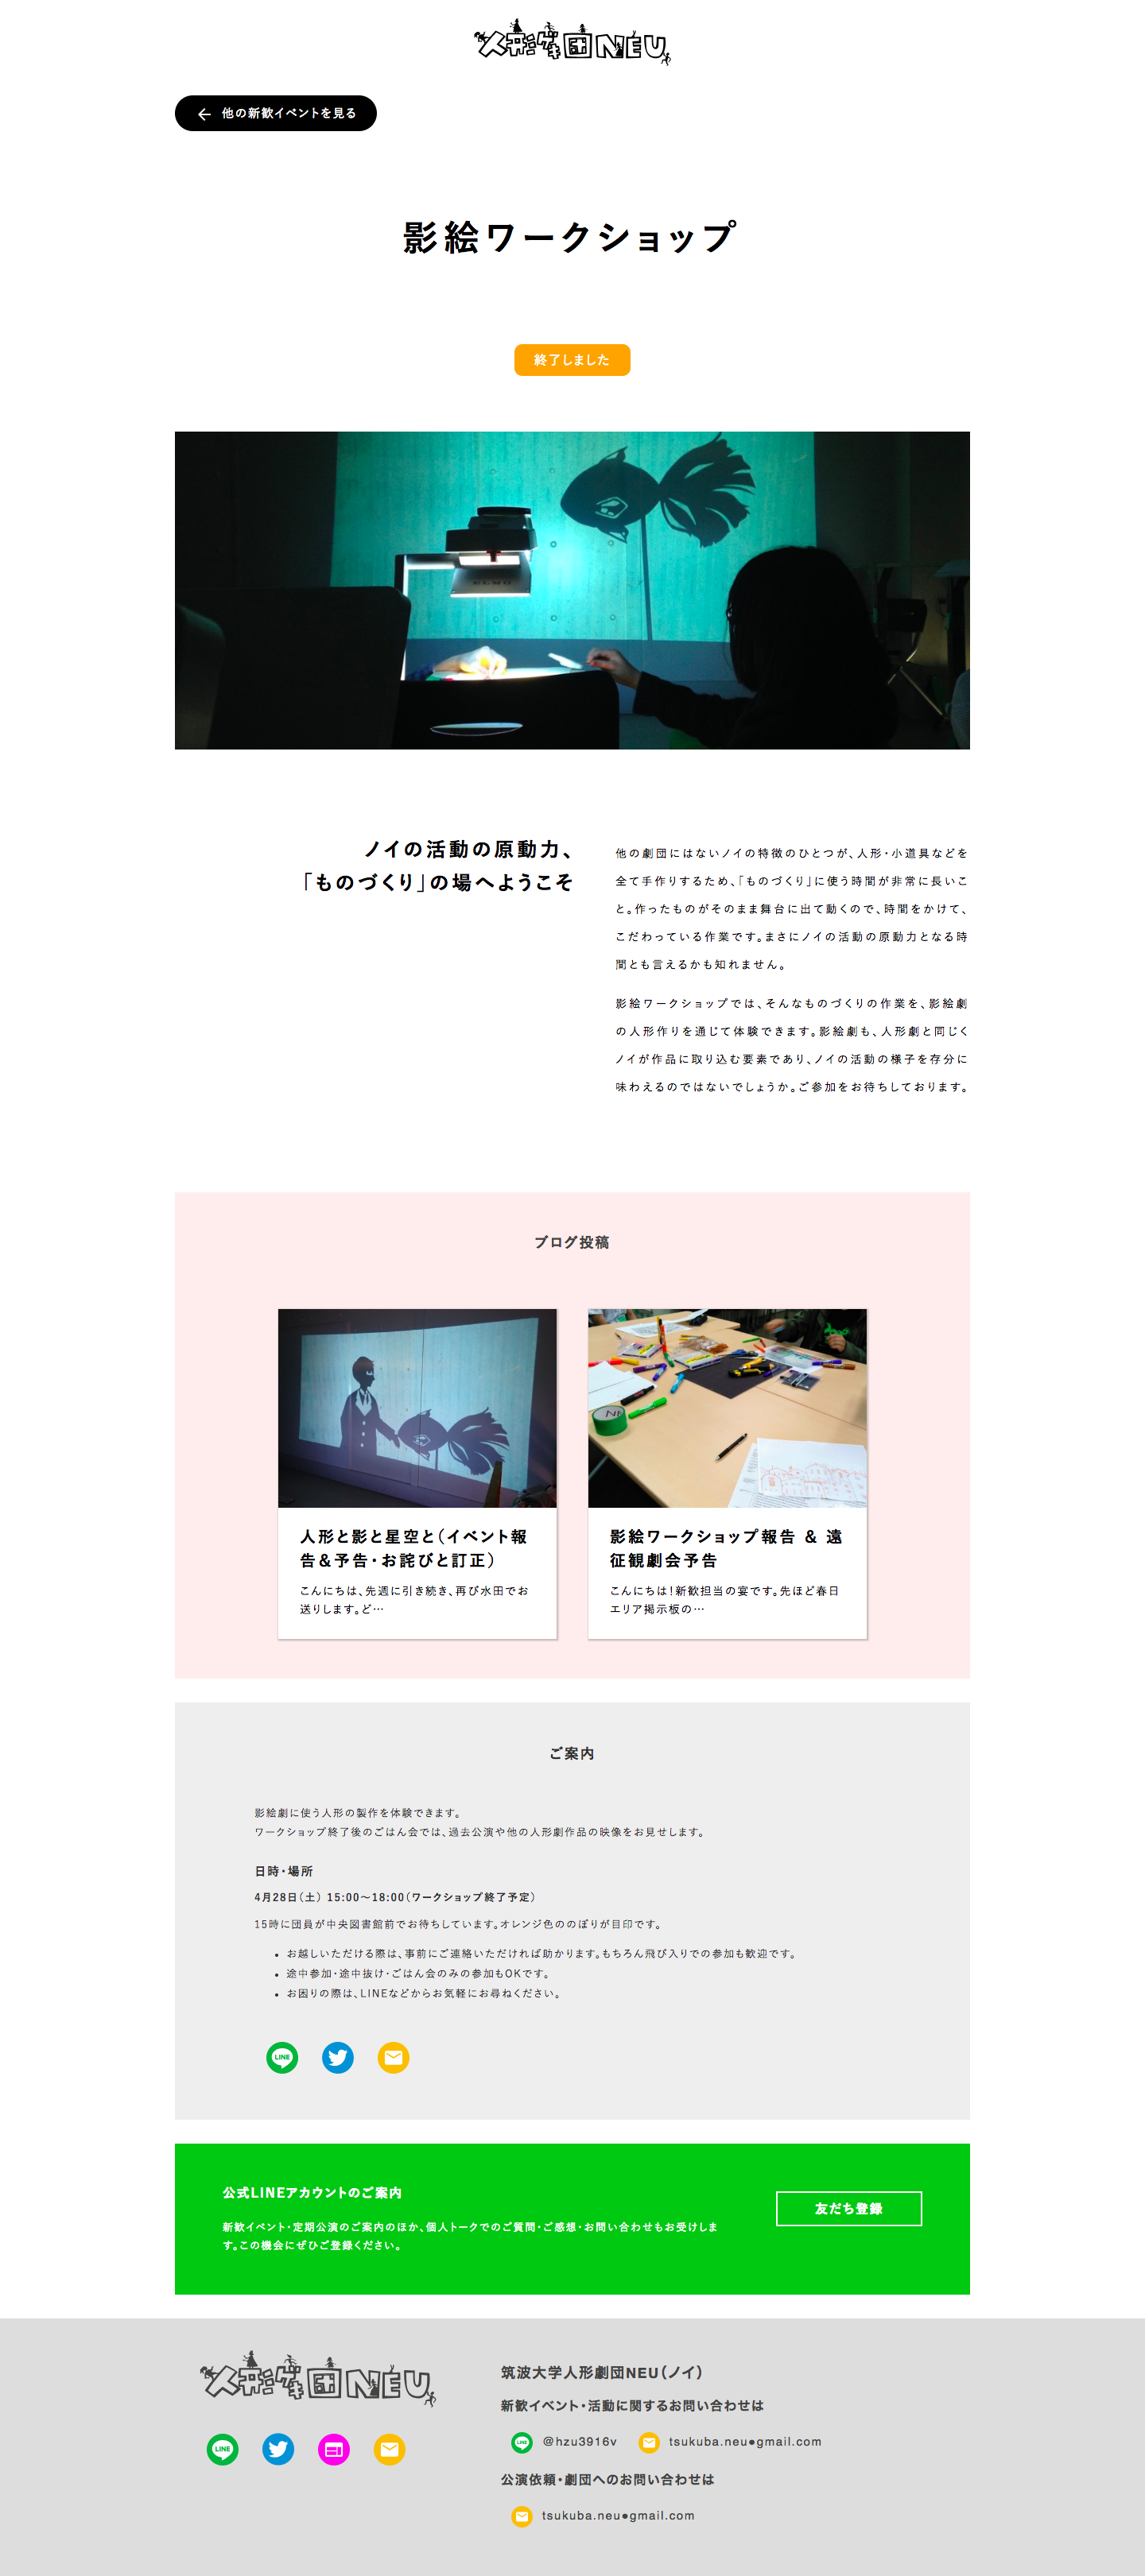 人形ゲキ団NEU
他の新歓イベントを見る
影絵ワークショップ
終了しました
ELMO
ノイの活動の原動力、
「ものづくり」の場へようこそ
他の劇団にはないノイの特徴のひとつが、人形・小道具などを
全て手作りするため、「ものづくり」に使う時間が非常に長いこ
と。作ったものがそのまま舞台に出て動くので、時間をかけて、
こだわっている作業です。まさにノイの活動の原動力となる時
間とも言えるかも知れません。
影絵ワークショップでは、そんなものづくりの作業を、影絵劇
の人形作りを通じて体験できます。影絵劇も、人形劇と同じく
ノイが作品に取り込む要素であり、ノイの活動の様子を存分に
味わえるのではないでしょうか。ご参加をお待ちしております。
ブログ投稿
人形と影と星空と（イベント報
告＆予告・お詫びと訂正）
こんにちは、先週に引き続き、再び水田でお
送りします。ど…
影絵ワークショップ報告 ＆ 遠
征観劇会予告
こんにちは！新歓担当の宴です。先ほど春日
エリア掲示板の…
ご案内
影絵劇に使う人形の製作を体験できます。
ワークショップ終了後のごはん会では、過去公演や他の人形劇作品の映像をお見せします。
日時・場所
4月28日（土） 15:00〜18:00（ワークショップ終了予定）
15時に団員が中央図書館前でお待ちしています。オレンジ色ののぼりが目印です。
• お越しいただける際は、事前にご連絡いただければ助かります。もちろん飛び入りでの参加も歓迎です。
• 途中参加・途中抜け・ごはん会のみの参加もOKです。
• お困りの際は、LINEなどからお気軽にお尋ねください。
LINE
公式LINEアカウントのご案内
新歓イベント・定期公演のご案内のほか、個人トークでのご質問・ご感想・お問い合わせもお受けしま
す。この機会にぜひご登録ください。
友だち登録
人形ゲキ団NEU
LINE
筑波大学人形劇団NEU（ノイ）
新歓イベント・活動に関するお問い合わせは
LINE @hzu3916v tsukuba.neu●gmail.com
公演依頼・劇団へのお問い合わせは
tsukuba.neu●gmail.com